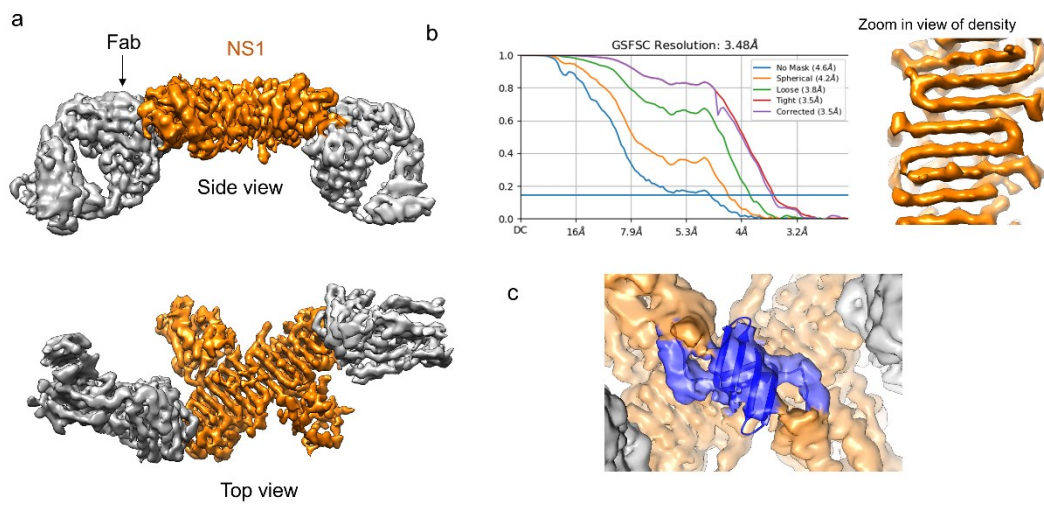 a
Fab
NS1
Side view
Top view
b
GSFSC Resolution: 3.48Å
No Mask (4.6Å)
Spherical (4.2Å)
Loose (3.8Å)
Tight (3.5Å)
Corrected (3.5Å)
1.0
0.8
0.6
0.4
0.2
0.0
DC
16Å
7.9Å
5.3Å
4Å
3.2Å
Zoom in view of density
c